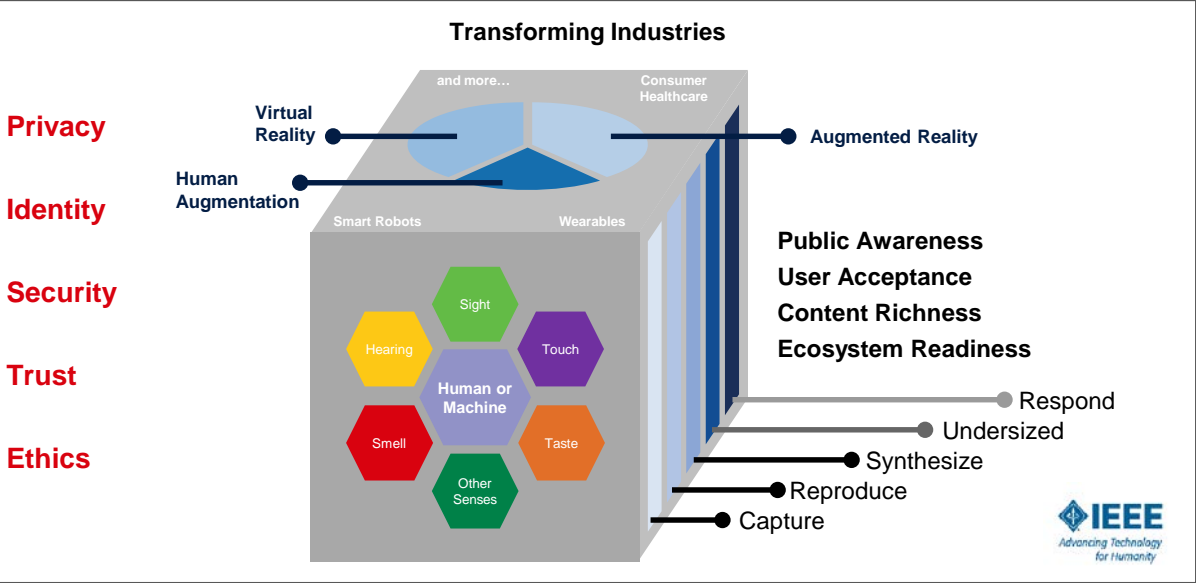 Transforming Industries
and more…
Consumer
Healthcare
Privacy
Virtual
Reality
Augmented Reality
Human
Augmentation
Identity
Smart Robots
Wearables
Public Awareness
User Acceptance
Content Richness
Ecosystem Readiness
Security
Sight
Hearing
Touch
Human or
Machine
Trust
Smell
Taste
Ethics
Other
Senses
Respond
Undersized
Synthesize
Reproduce
Capture
IEEE
Advancing Technology
for Humanity